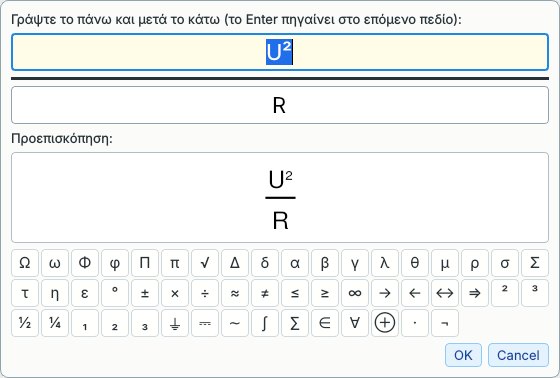 Γράψτε το πάνω και μετά το κάτω (το Enter πηγαίνει στο επόμενο πεδίο):
U²
R
Προεπισκόπηση:
U²
R
Ω ω Φ φ Π π √ Δ δ α β γ λ θ μ ρ σ Σ
τ η ε ° ± × ÷ ≈ ≠ ≤ ≥ ∞ → ← ↔ ⇒ ² ³
½ ¼ ₁ ₂ ₃ ⏚ ⎓ ∼ ∫ ∑ ∈ ∀ ⊕ · ¬
OK Cancel